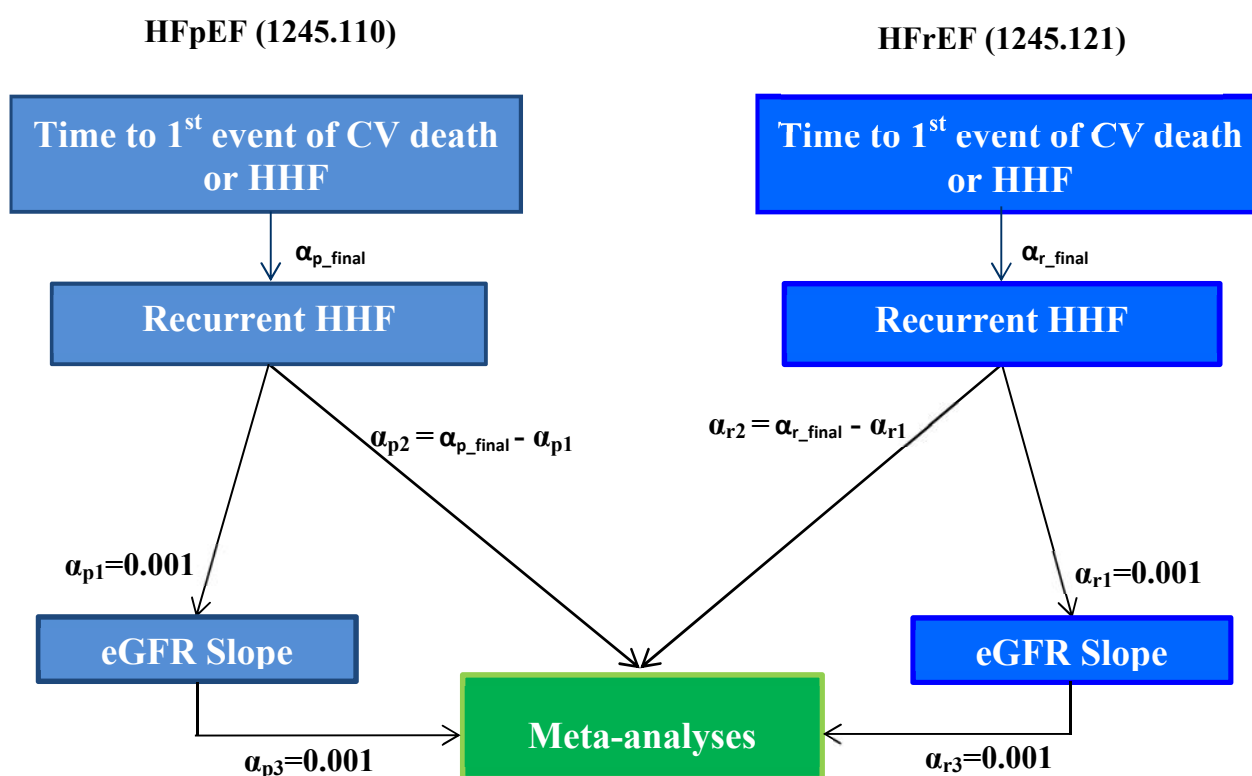 HFpEF (1245.110)
HFrEF (1245.121)
Time to 1st event of CV death
or HHF
Time to 1st event of CV death
or HHF
αp_final
αr_final
Recurrent HHF
Recurrent HHF
αp2 = αp_final - αp1
αr2 = αr_final - αr1
αp1=0.001
αr1=0.001
eGFR Slope
eGFR Slope
Meta-analyses
αp3=0.001
αr3=0.001